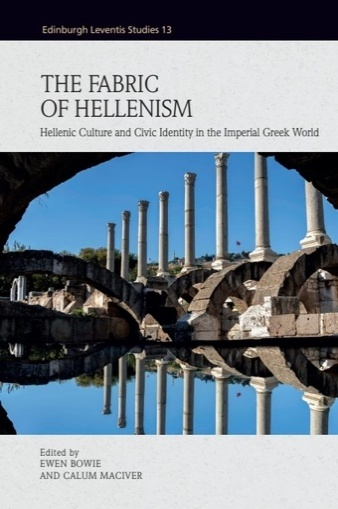 Edinburgh Leventis Studies 13
THE FABRIC
OF HELLENISM
Hellenic Culture and Civic Identity in the Imperial Greek World
Edited by
EWEN BOWIE
AND CALUM MACIVER